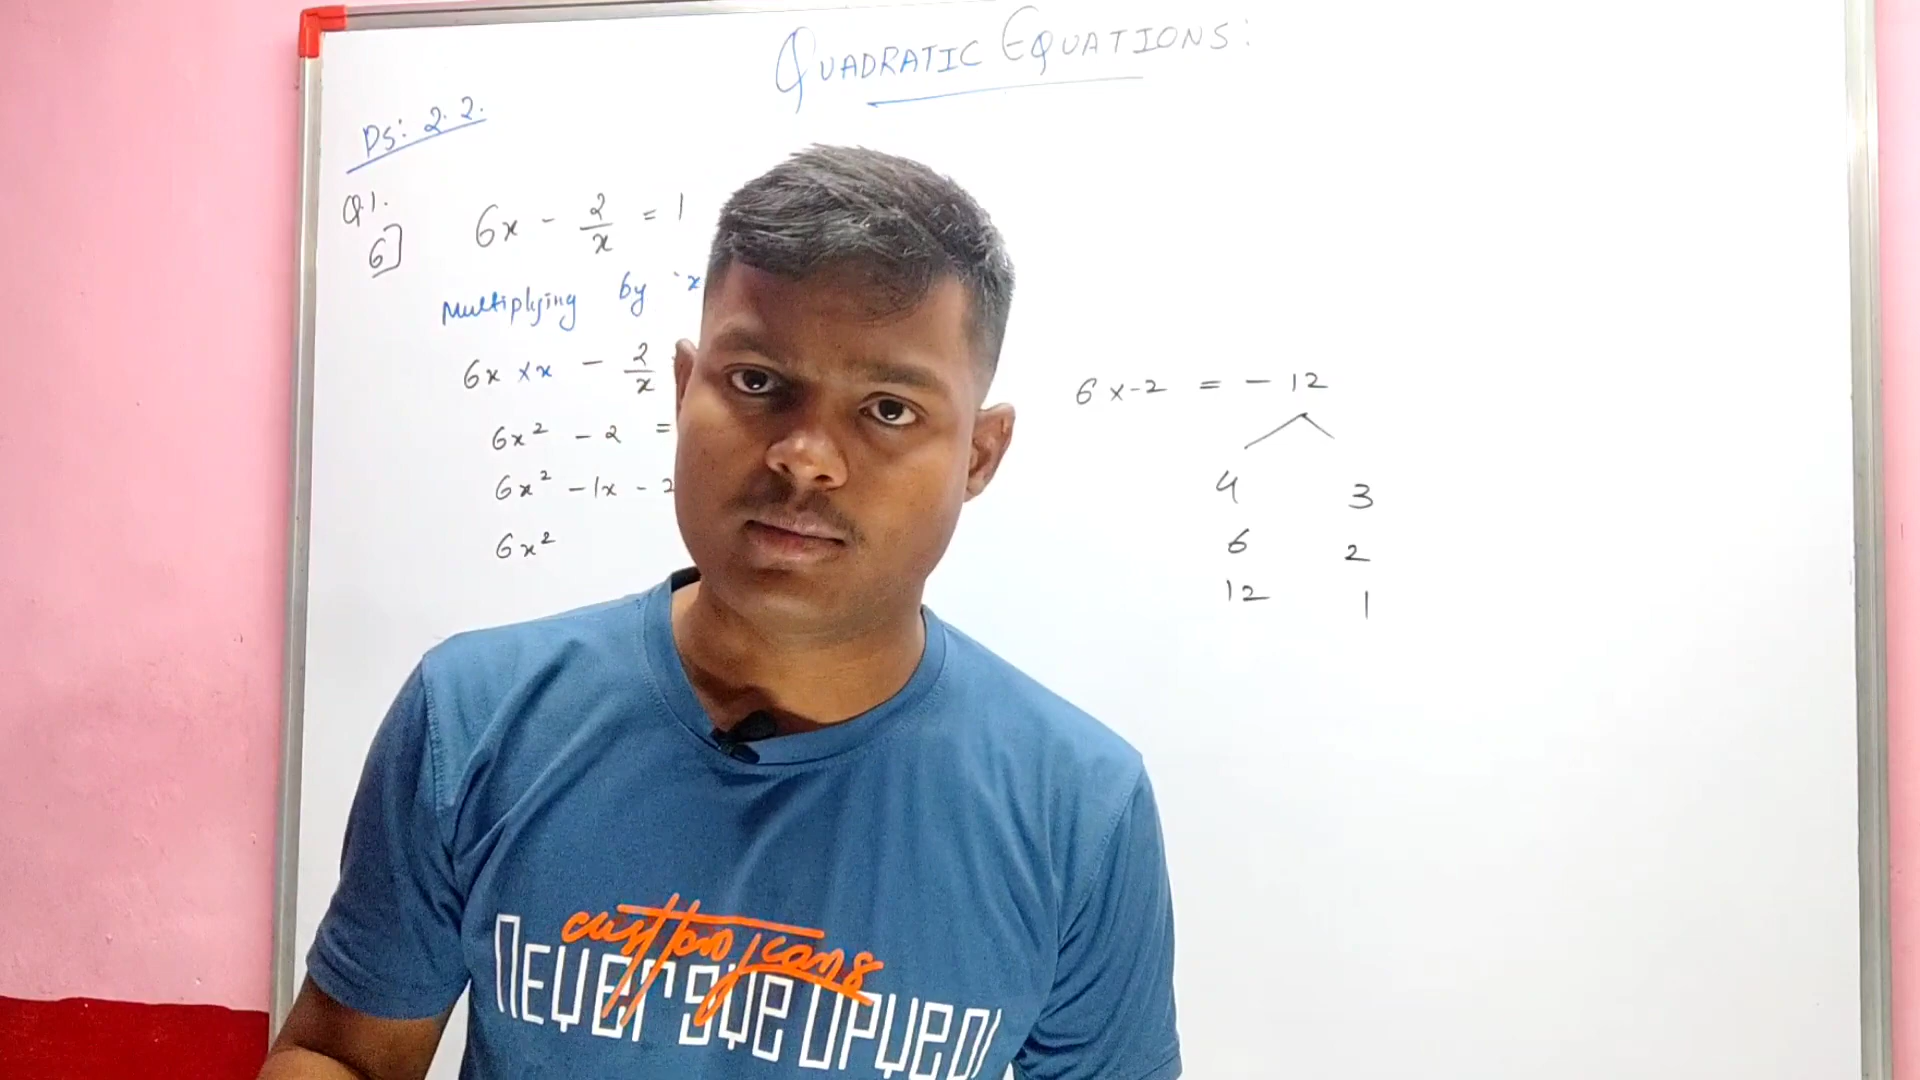 QUADRATIC EQUATIONS:
PS: 2.2.
Q.1.
6]
6x - 2/x = 1
Multiplying by 'x
6x × x - 2/x
6x² - 2 =
6x² - 1x - 2
6x²
6 x -2 = - 12
4 3
6 2
12 1